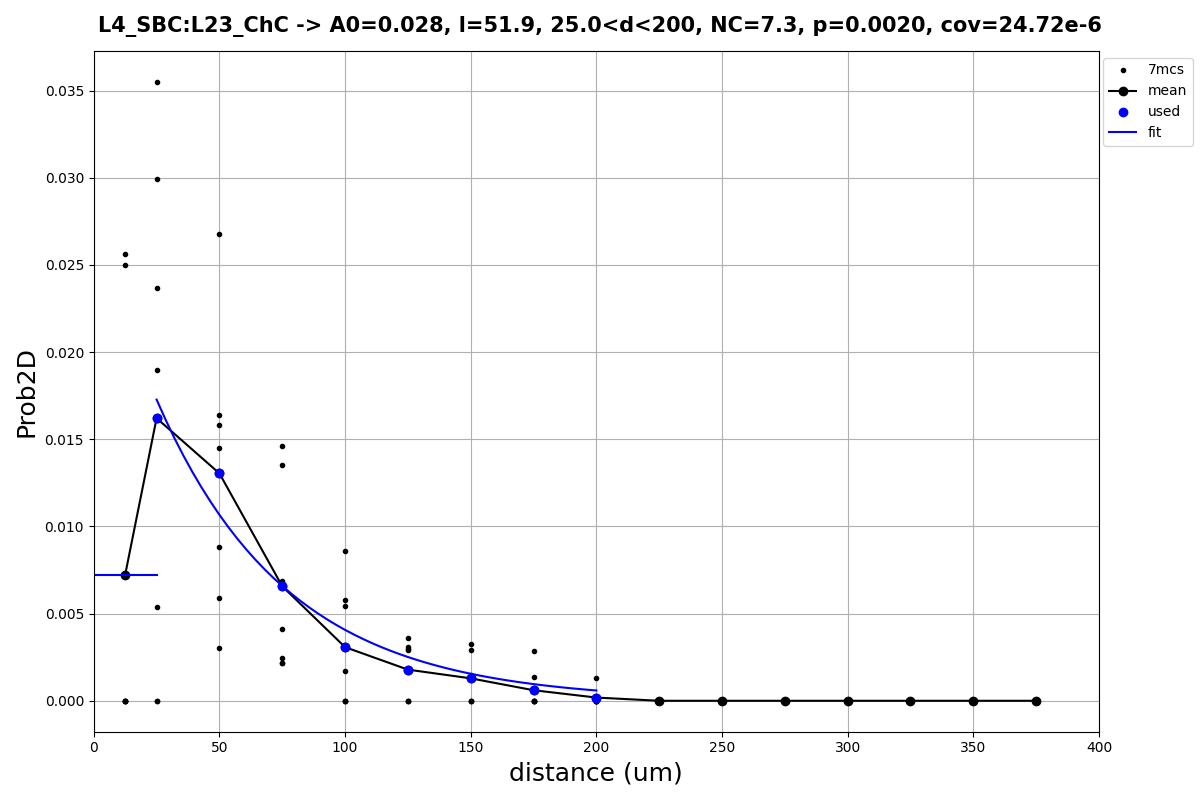 L4_SBC:L23_ChC -> A0=0.028, l=51.9, 25.0<d<200, NC=7.3, p=0.0020, cov=24.72e-6
7mcs
mean
used
fit
Prob2D
0.035
0.030
0.025
0.020
0.015
0.010
0.005
0.000
0 50 100 150 200 250 300 350 400
distance (um)